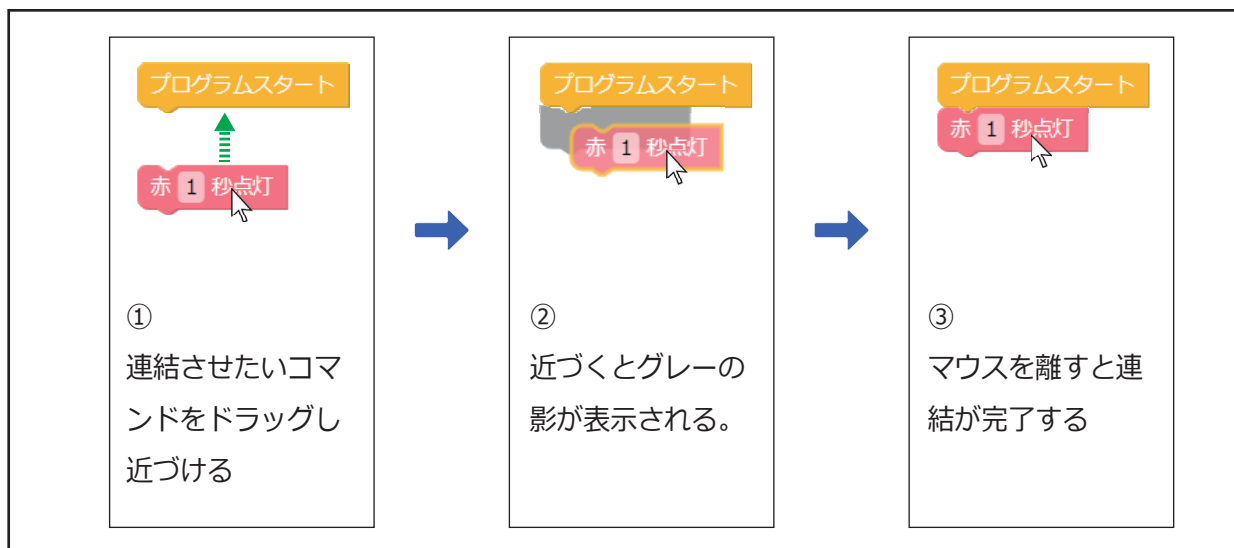 プログラムスタート
赤 1 秒点灯
①
連結させたいコマ
ンドをドラッグし
近づける
プログラムスタート
赤 1 秒点灯
②
近づくとグレーの
影が表示される。
プログラムスタート
赤 1 秒点灯
③
マウスを離すと連
結が完了する